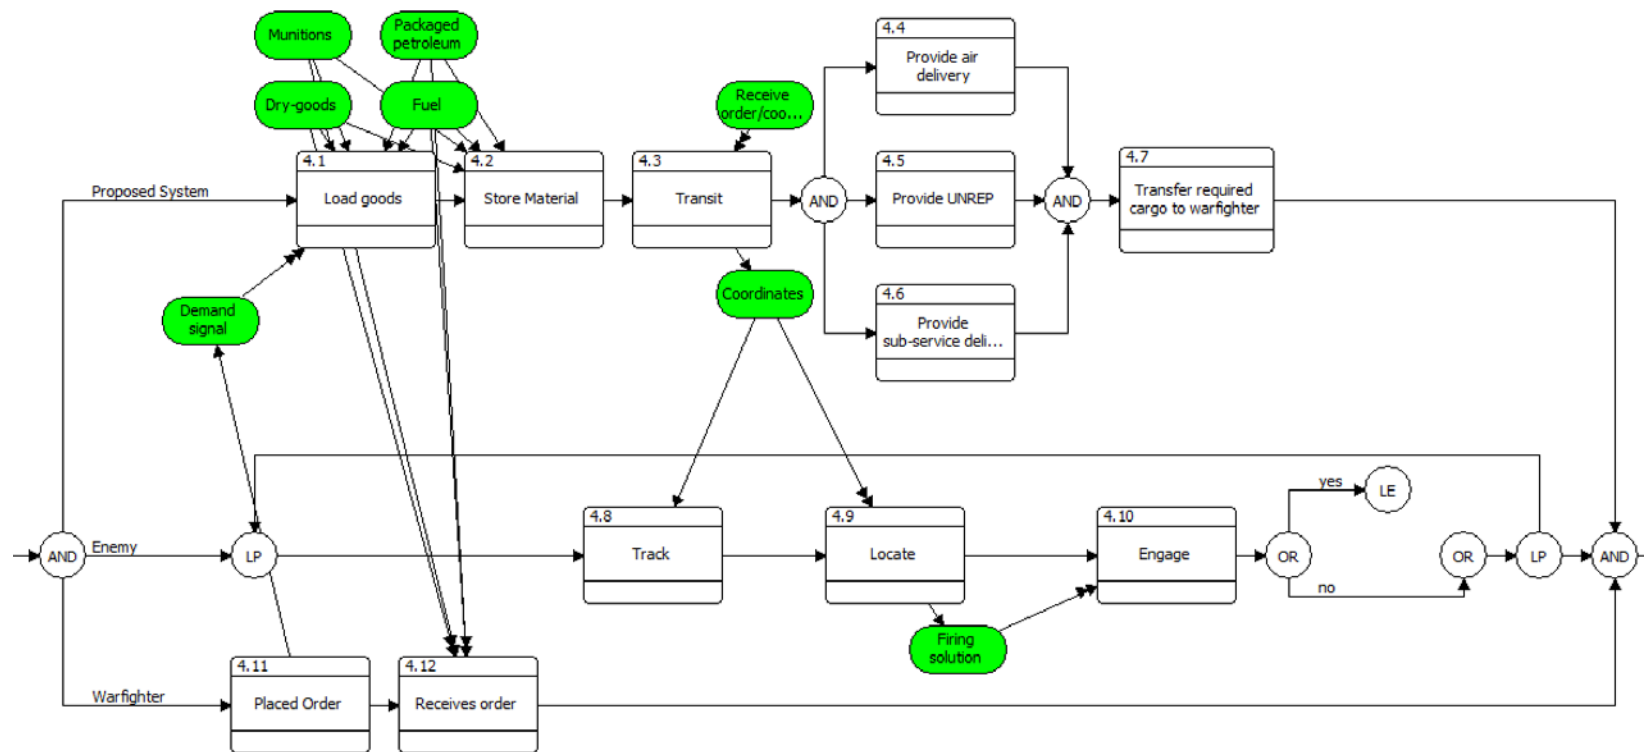 Munitions
Packaged
petroleum
Dry-goods
Fuel
Receive
order/coo...
4.4
Provide air
delivery
4.1
Load goods
4.2
Store Material
4.3
Transit
4.5
Provide UNREP
4.7
Transfer required
cargo to warfighter
Proposed System
AND
AND
Demand
signal
Coordinates
4.6
Provide
sub-service deli...
yes
LE
4.8
Track
4.9
Locate
4.10
Engage
AND
Enemy
LP
OR
OR
LP
AND
no
Firing
solution
4.11
Placed Order
4.12
Receives order
Warfighter